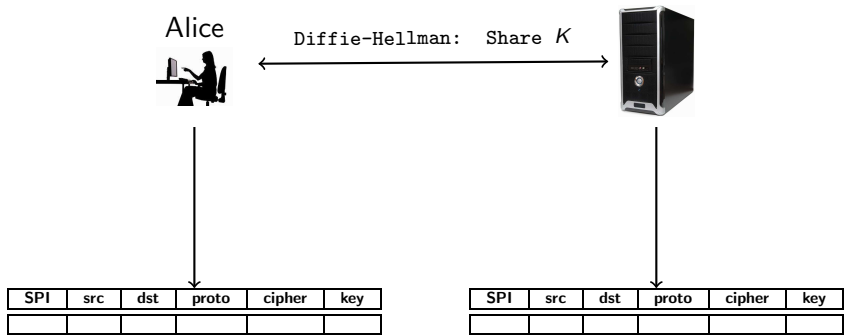 Alice
Diffie-Hellman: Share K
SPI src dst proto cipher key
SPI src dst proto cipher key